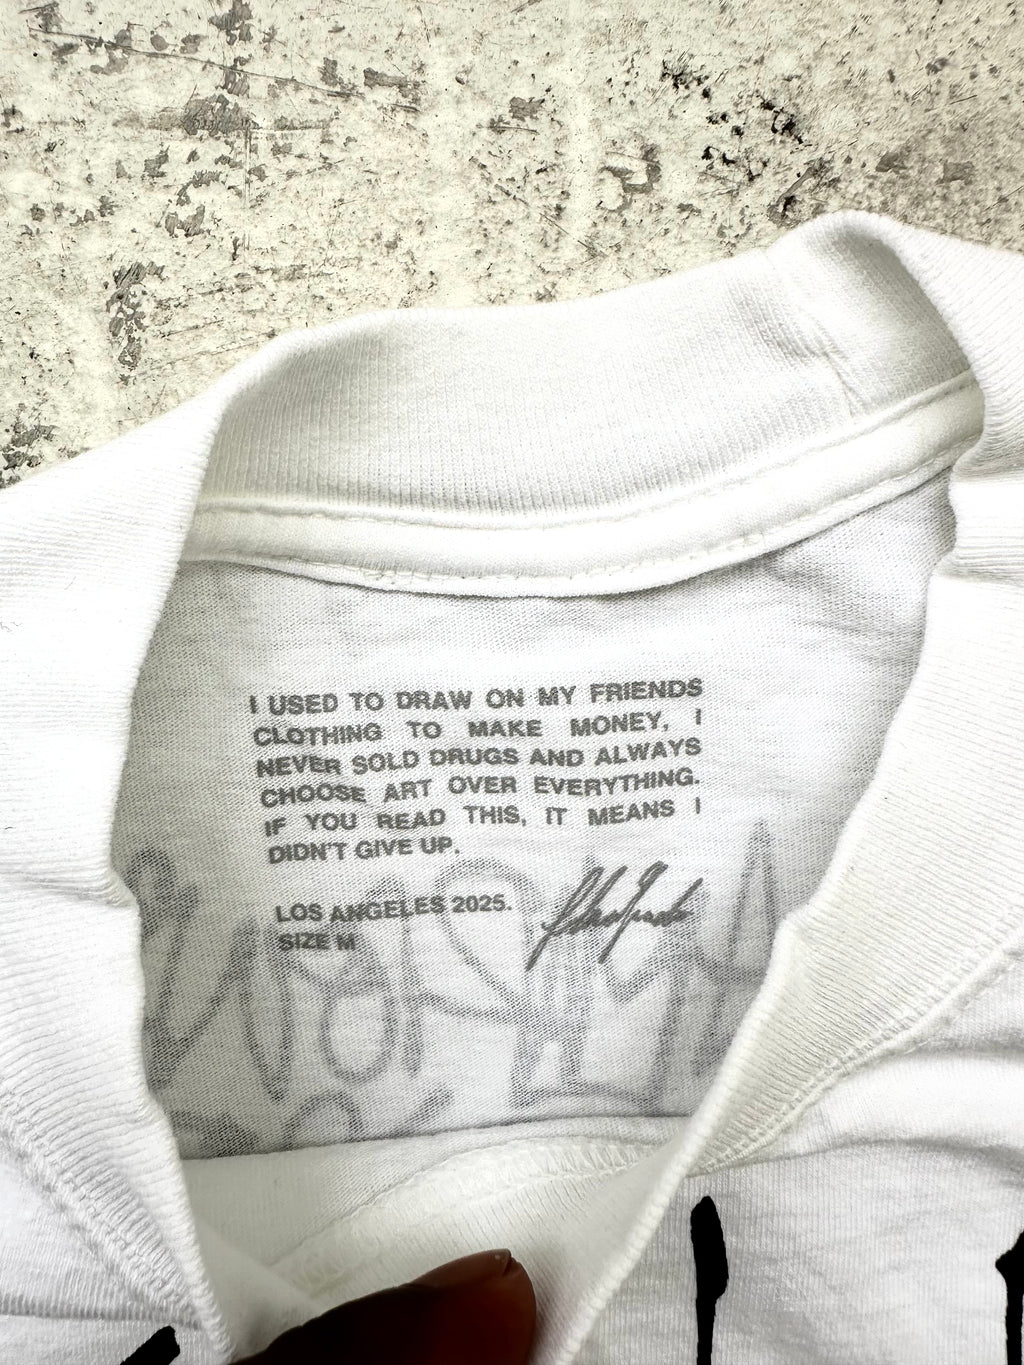 I USED TO DRAW ON MY FRIENDS
CLOTHING TO MAKE MONEY, I
NEVER SOLD DRUGS AND ALWAYS
CHOOSE ART OVER EVERYTHING.
IF YOU READ THIS, IT MEANS I
DIDN'T GIVE UP.
LOS ANGELES 2025.
SIZE M